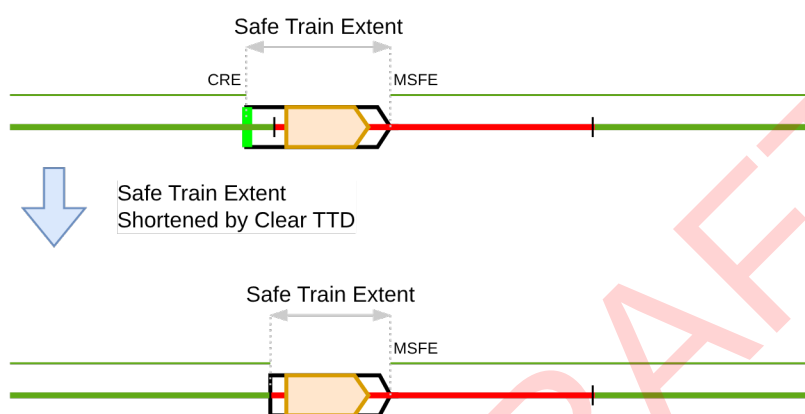 Safe Train Extent
CRE
MSFE
Safe Train Extent
Shortened by Clear TTD
Safe Train Extent
MSFE